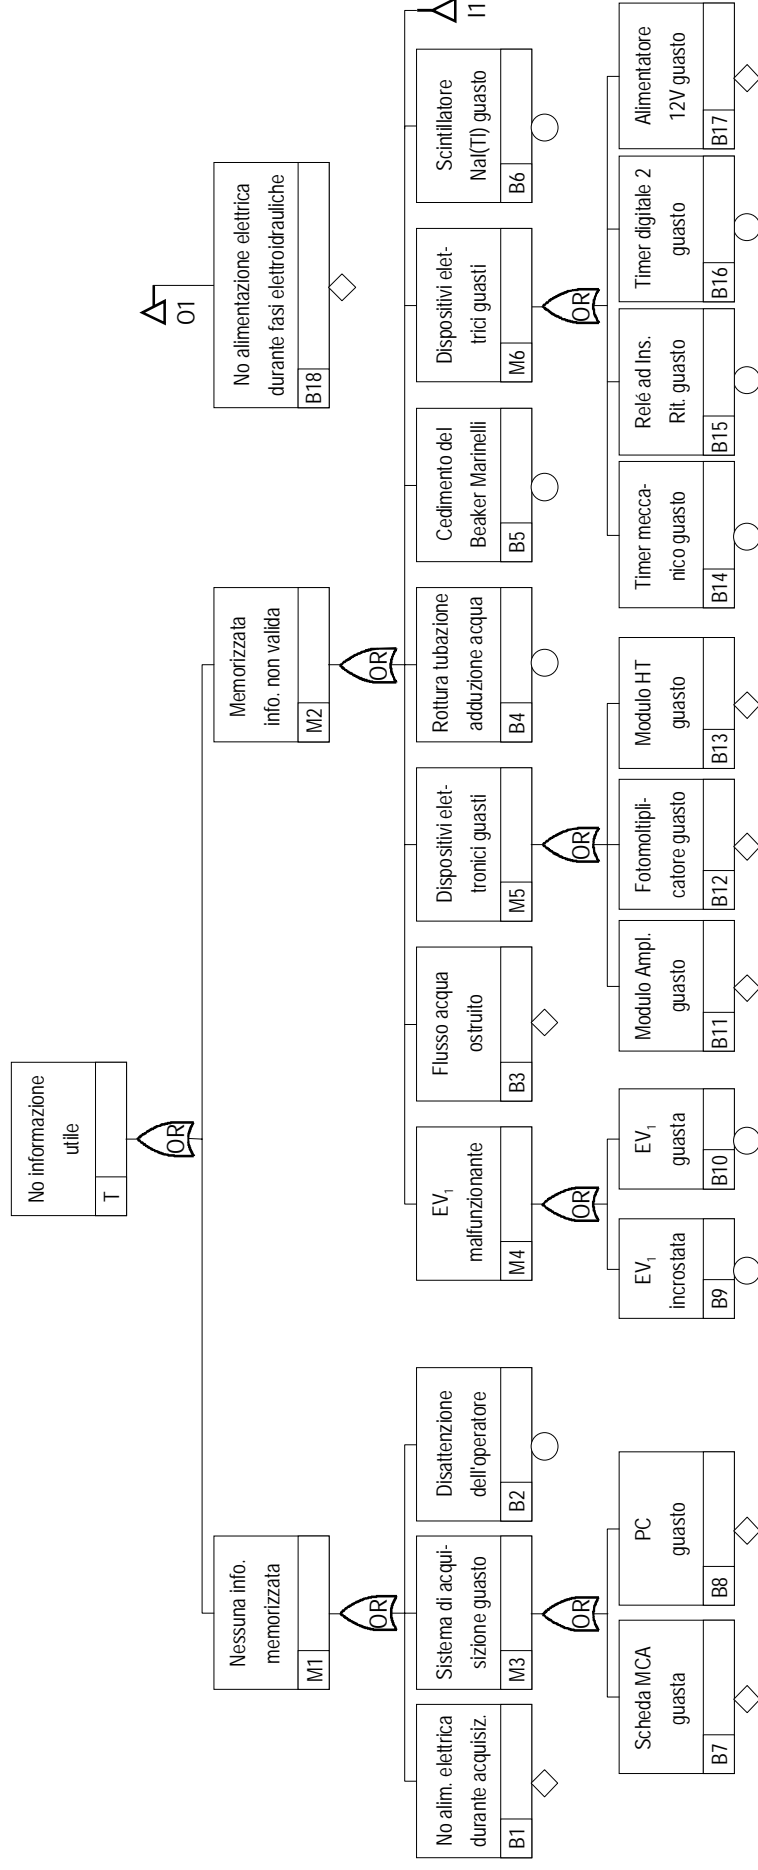 No informazione
utile
T
OR
Nessuna info.
memorizzata
M1
OR
Memorizzata
info. non valida
M2
OR
O1
No alimentazione elettrica
durante fasi elettroidrauliche
B18
No alim. elettrica
durante acquisiz.
B1
Sistema di acqui-
sizione guasto
M3
OR
Disattenzione
dell'operatore
B2
EV1
malfunzionante
M4
OR
Flusso acqua
ostruito
B3
Dispositivi elet-
tronici guasti
M5
OR
Rottura tubazione
adduzione acqua
B4
Cedimento del
Beaker Marinelli
B5
Dispositivi elet-
trici guasti
M6
OR
Scintillatore
NaI(Tl) guasto
B6
I1
Scheda MCA
guasta
B7
PC
guasto
B8
EV1
incrostata
B9
EV1
guasta
B10
Modulo Ampl.
guasto
B11
Fotomoltipli-
catore guasto
B12
Modulo HT
guasto
B13
Timer mecca-
nico guasto
B14
Relé ad Ins.
Rit. guasto
B15
Timer digitale 2
guasto
B16
Alimentatore
12V guasto
B17